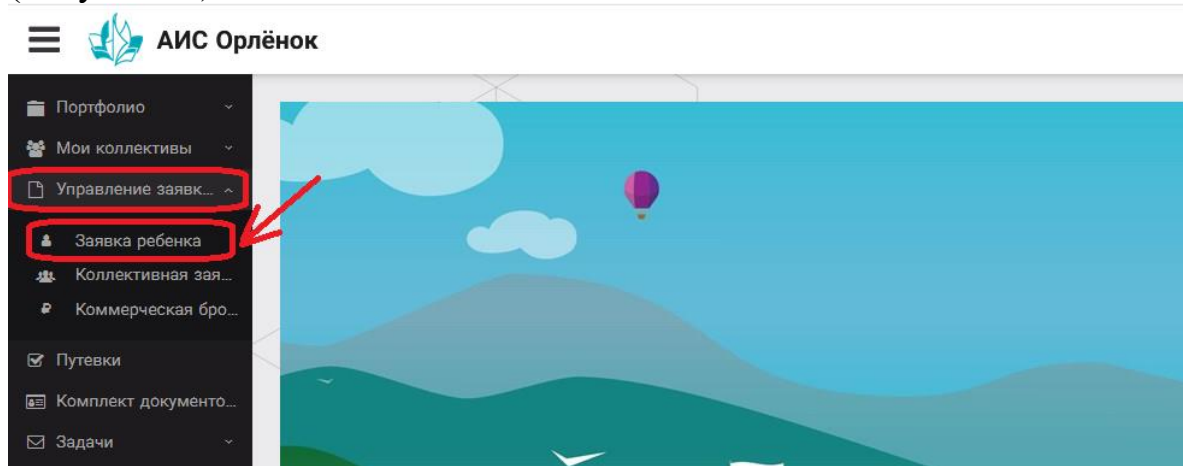 АИС Орлёнок
Портфолио
Мои коллективы
Управление заявк...
Заявка ребенка
Коллективная зая...
Коммерческая бро...
Путевки
Комплект документо...
Задачи